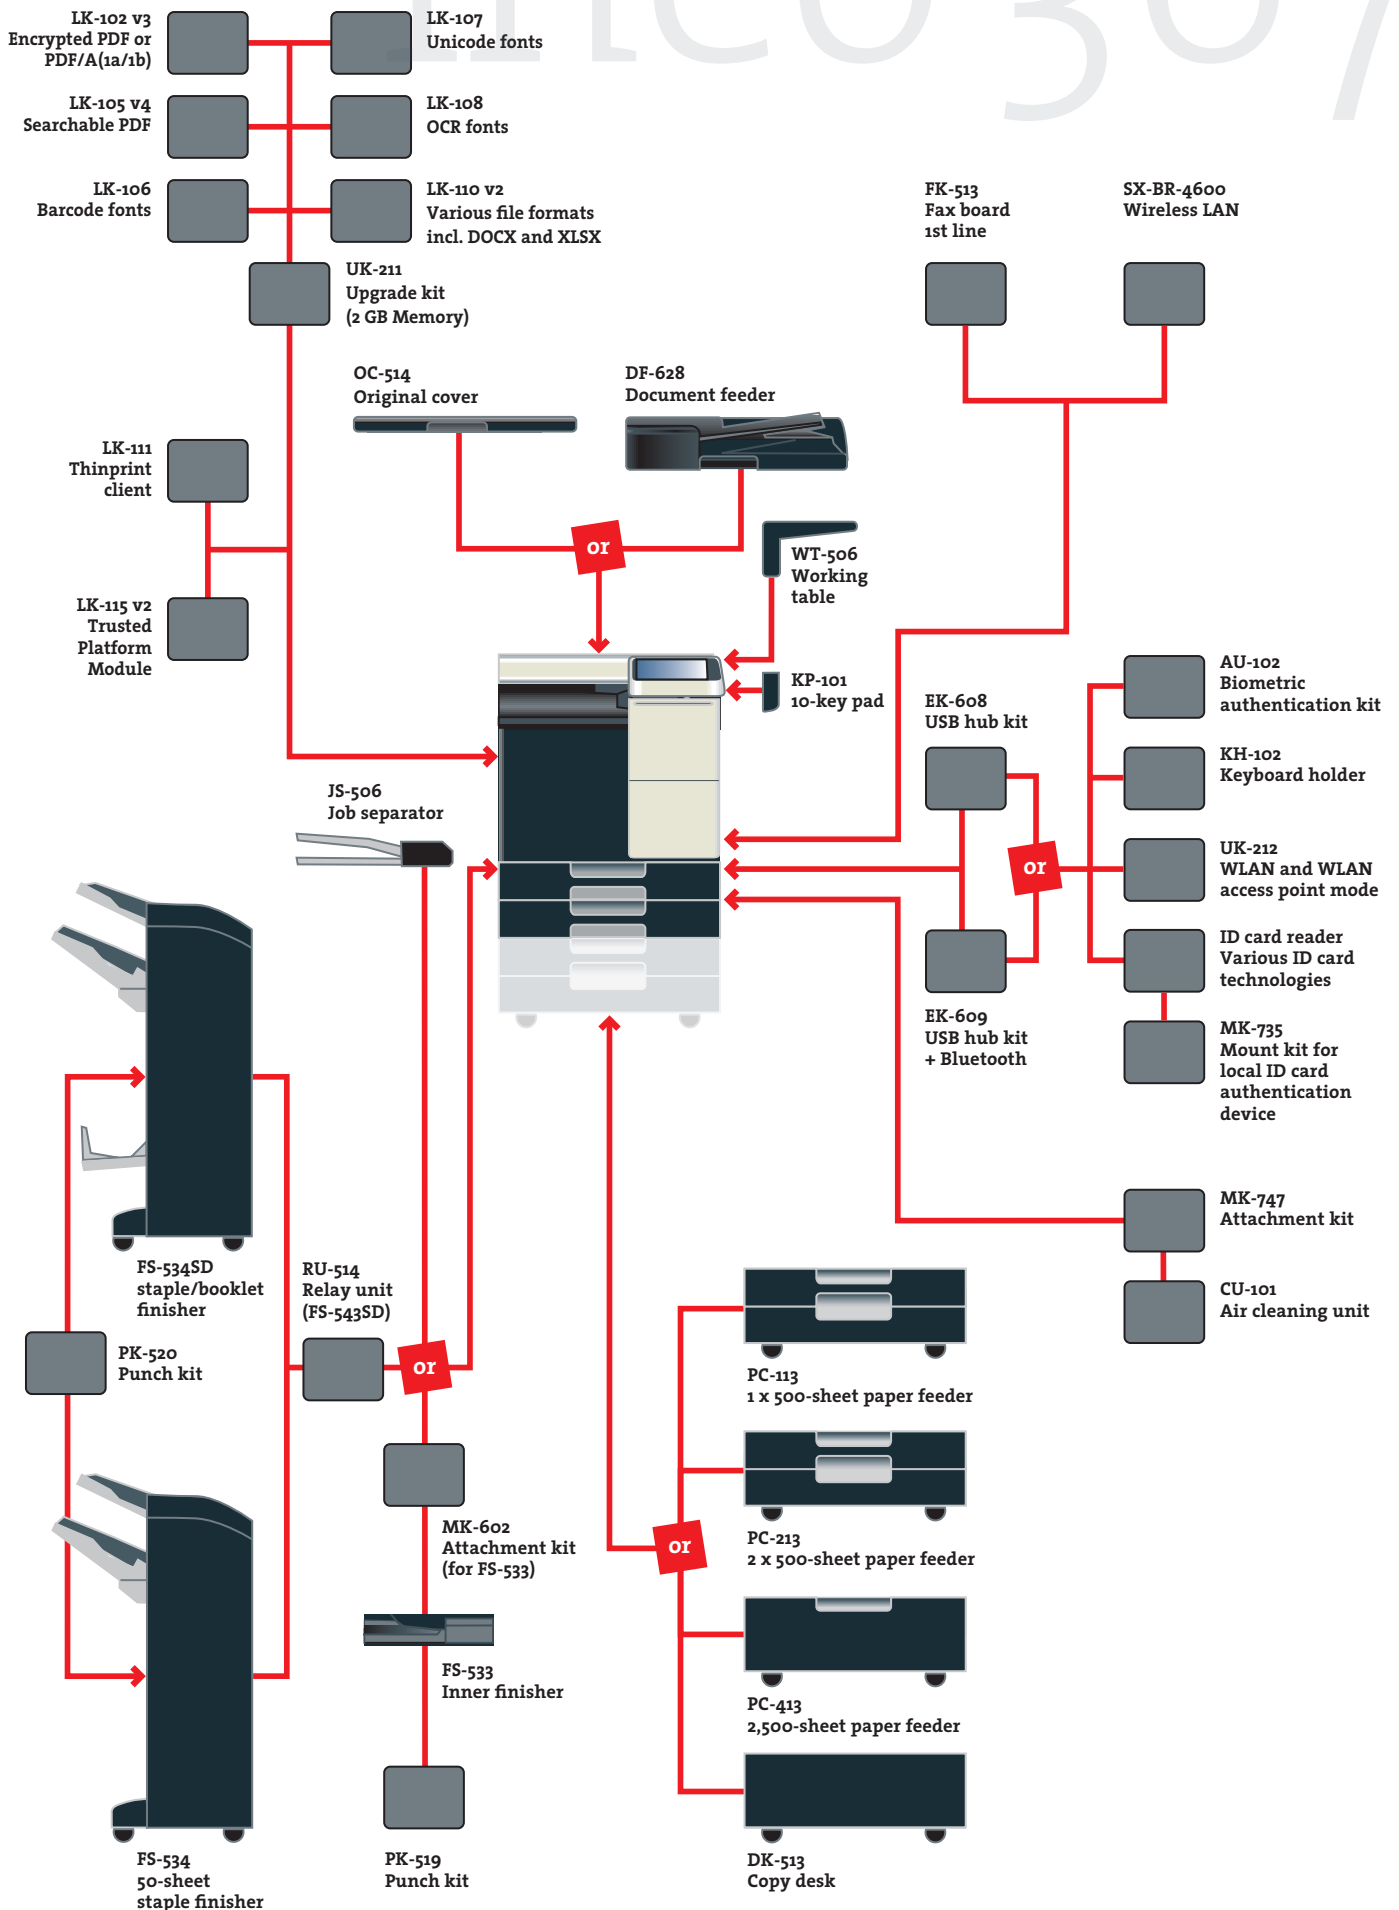 ineo 307
LK-102 v3
Encrypted PDF or
PDF/A(1a/1b)
LK-107
Unicode fonts
LK-105 v4
Searchable PDF
LK-108
OCR fonts
LK-106
Barcode fonts
LK-110 v2
Various file formats
incl. DOCX and XLSX
FK-513
Fax board
1st line
SX-BR-4600
Wireless LAN
UK-211
Upgrade kit
(2 GB Memory)
OC-514
Original cover
DF-628
Document feeder
LK-111
Thinprint
client
or
WT-506
Working
table
LK-115 v2
Trusted
Platform
Module
KP-101
10-key pad
EK-608
USB hub kit
AU-102
Biometric
authentication kit
KH-102
Keyboard holder
JS-506
Job separator
or
UK-212
WLAN and WLAN
access point mode
ID card reader
Various ID card
technologies
EK-609
USB hub kit
+ Bluetooth
MK-735
Mount kit for
local ID card
authentication
device
MK-747
Attachment kit
FS-534SD
staple/booklet
finisher
RU-514
Relay unit
(FS-543SD)
CU-101
Air cleaning unit
PK-520
Punch kit
or
PC-113
1 x 500-sheet paper feeder
MK-602
Attachment kit
(for FS-533)
or
PC-213
2 x 500-sheet paper feeder
FS-533
Inner finisher
PC-413
2,500-sheet paper feeder
FS-534
50-sheet
staple finisher
PK-519
Punch kit
DK-513
Copy desk